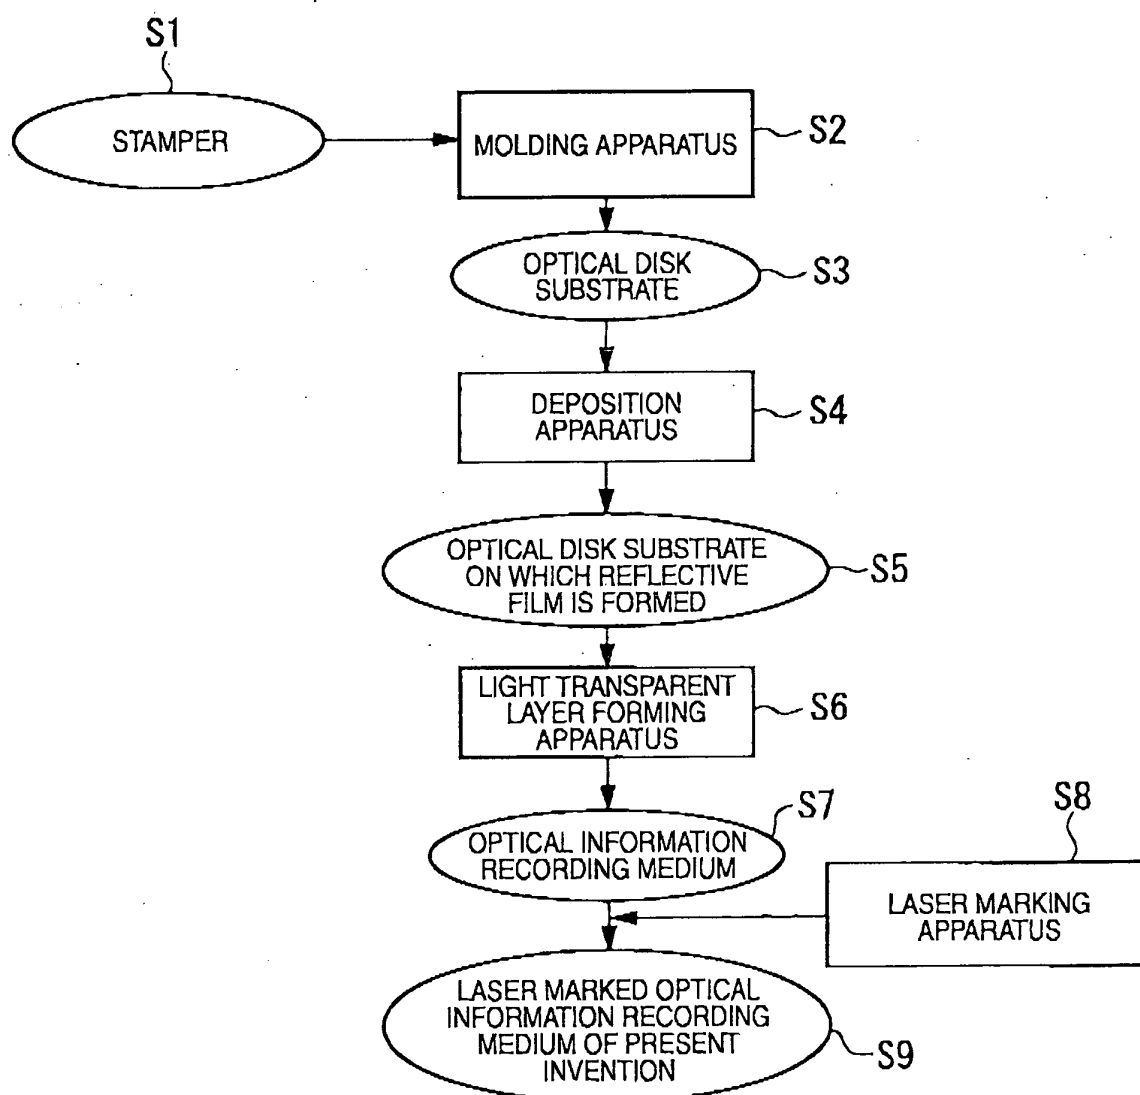 S1
STAMPER
MOLDING APPARATUS
S2
OPTICAL DISK
SUBSTRATE
S3
DEPOSITION
APPARATUS
S4
OPTICAL DISK SUBSTRATE
ON WHICH REFLECTIVE
FILM IS FORMED
S5
LIGHT TRANSPARENT
LAYER FORMING
APPARATUS
S6
S7
OPTICAL INFORMATION
RECORDING MEDIUM
S8
LASER MARKING
APPARATUS
LASER MARKED OPTICAL
INFORMATION RECORDING
MEDIUM OF PRESENT
INVENTION
S9